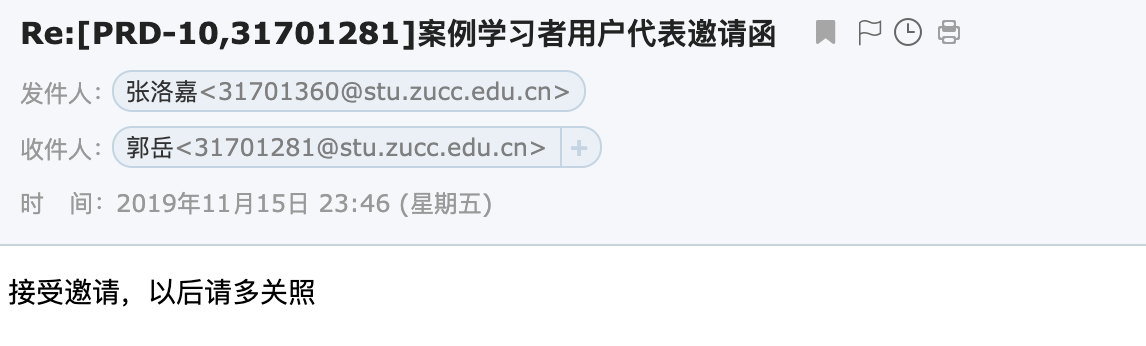 Re:[PRD-10,31701281]案例学习者用户代表邀请函
发件人：张洛嘉<31701360@stu.zucc.edu.cn>
收件人：郭岳<31701281@stu.zucc.edu.cn> +
时 间：2019年11月15日 23:46 (星期五)
接受邀请，以后请多关照